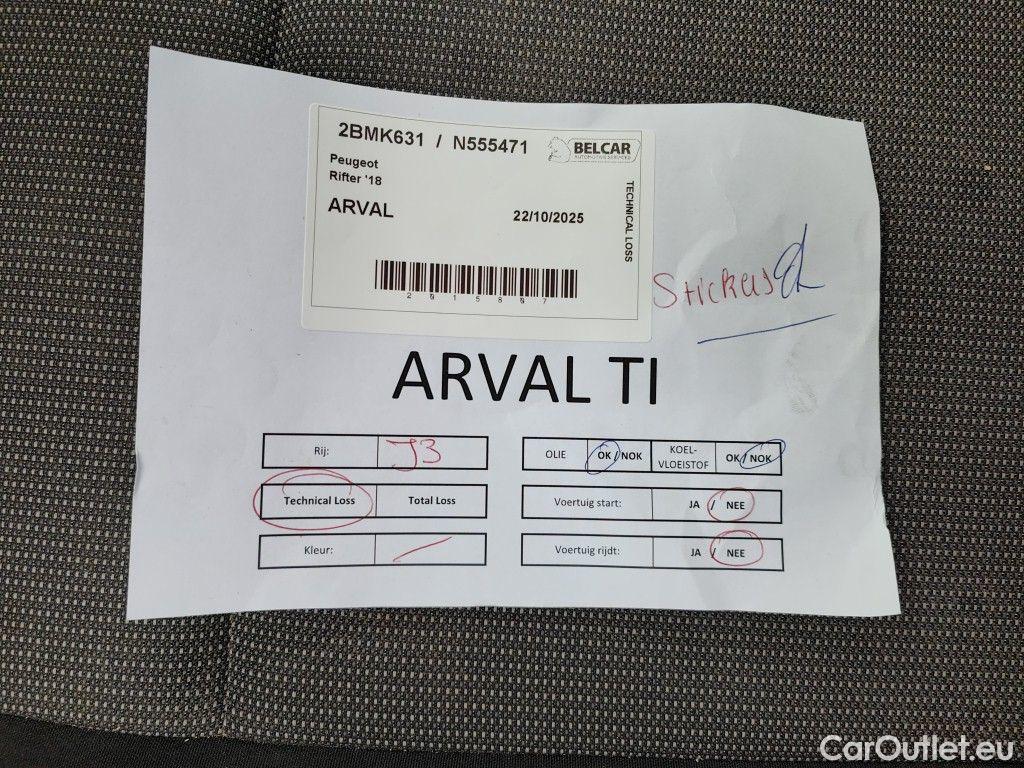 2BMK631 / N555471
BELCAR
AUTOMOTIVE SERVICES
Peugeot
Rifter '18
ARVAL
22/10/2025
TECHNICAL LOSS
2015807
Stickers
ARVAL TI
Rij: J3
OLIE OK / NOK KOEL-VLOEISTOF OK / NOK
Technical Loss Total Loss
Voertuig start: JA / NEE
Kleur:
Voertuig rijdt: JA / NEE
CarOutlet.eu